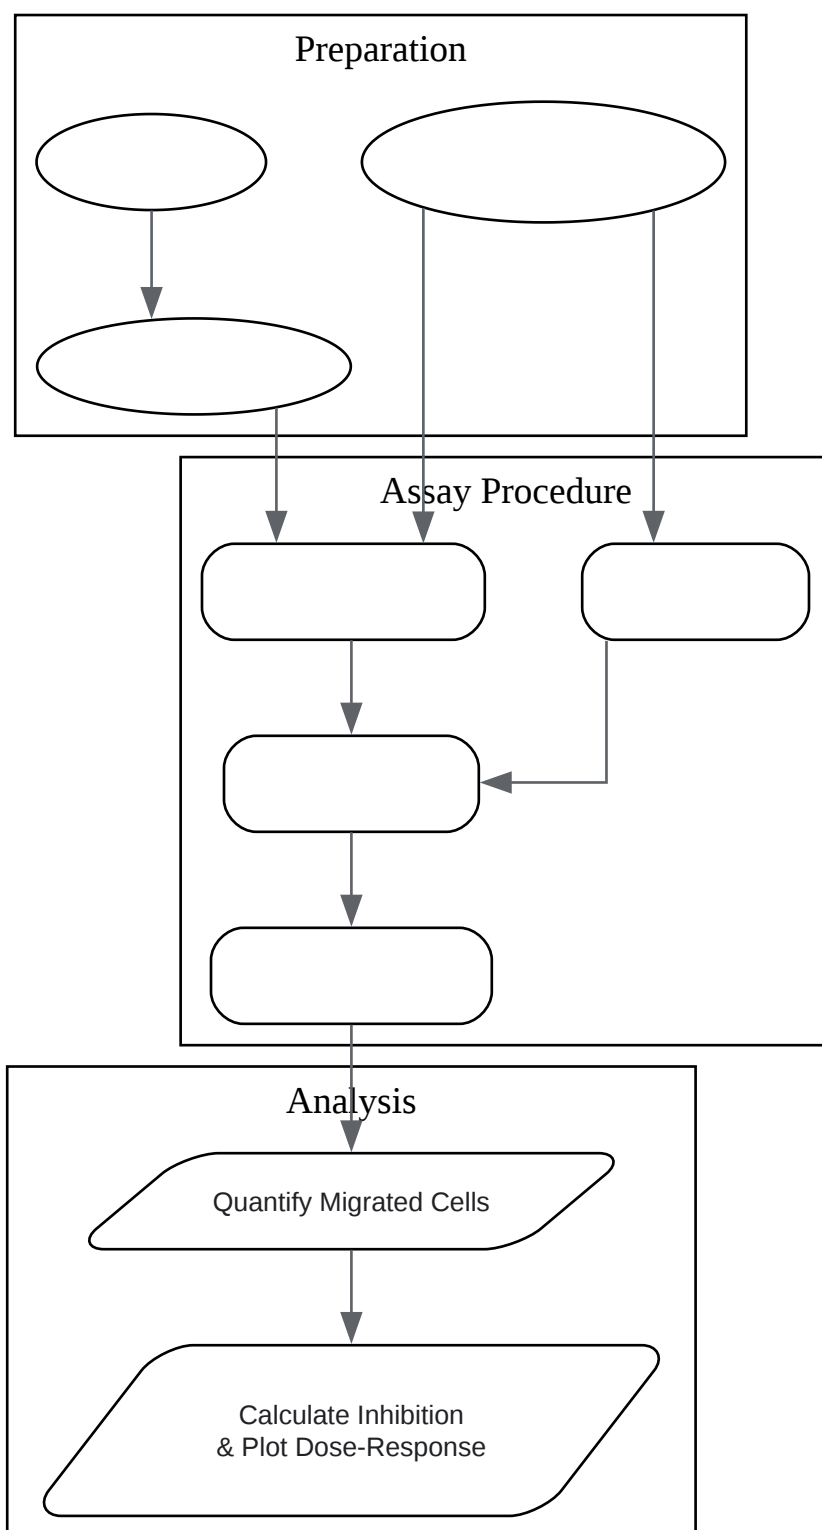 Preparation
Assay Procedure
Analysis
Quantify Migrated Cells
Calculate Inhibition
& Plot Dose-Response